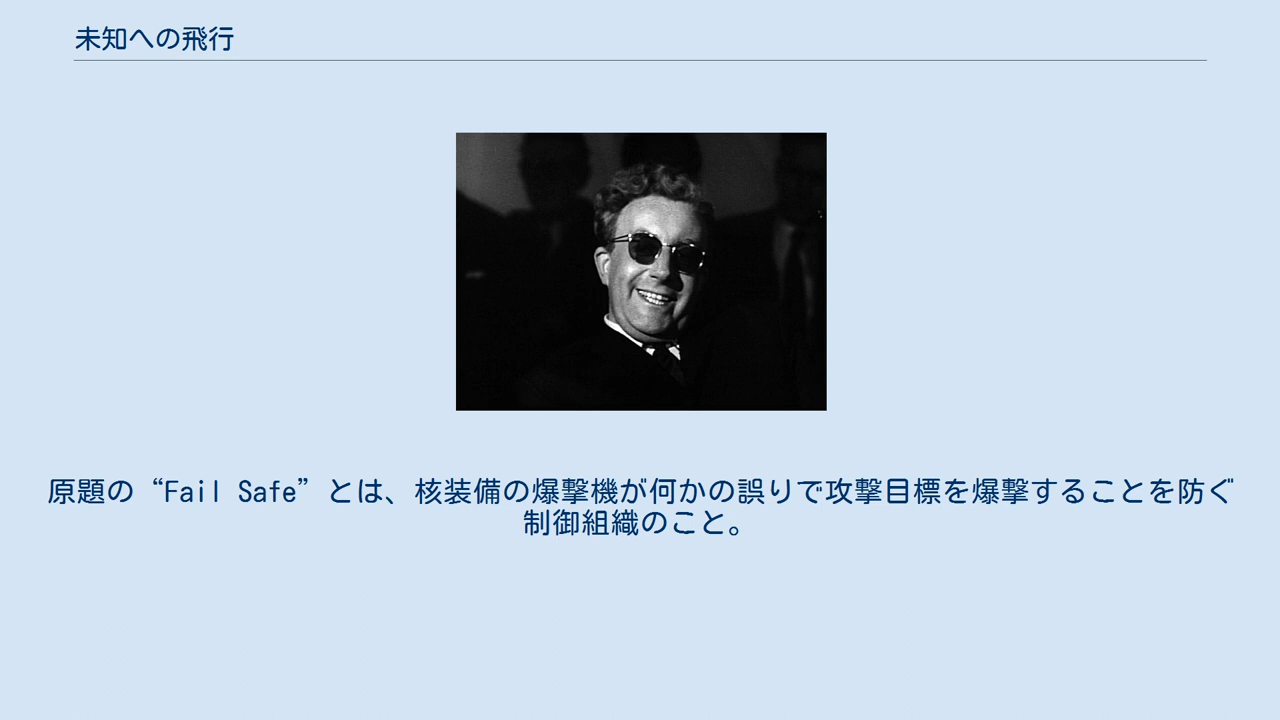 未知への飛行
原題の“Fail Safe”とは、核装備の爆撃機が何かの誤りで攻撃目標を爆撃することを防ぐ
制御組織のこと。